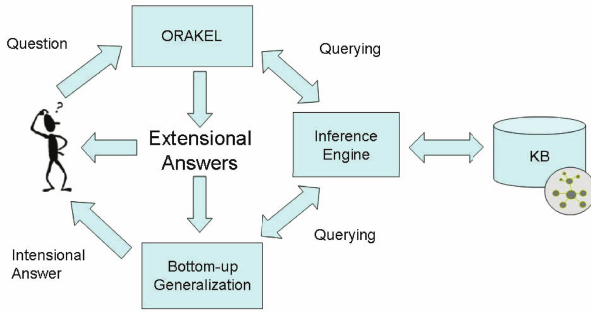 Question
ORAKEL
Querying
?
Extensional
Answers
Inference
Engine
KB
Intensional
Answer
Bottom-up
Generalization
Querying